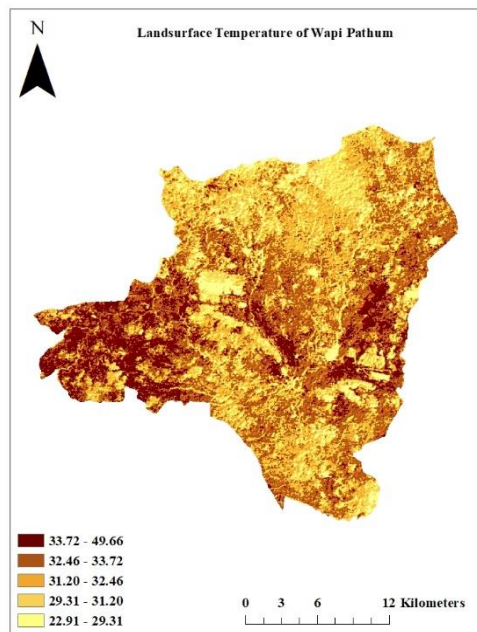 N
Landsurface Temperature of Wapi Pathum
33.72 - 49.66
32.46 - 33.72
31.20 - 32.46
29.31 - 31.20
22.91 - 29.31
0 3 6 12 Kilometers